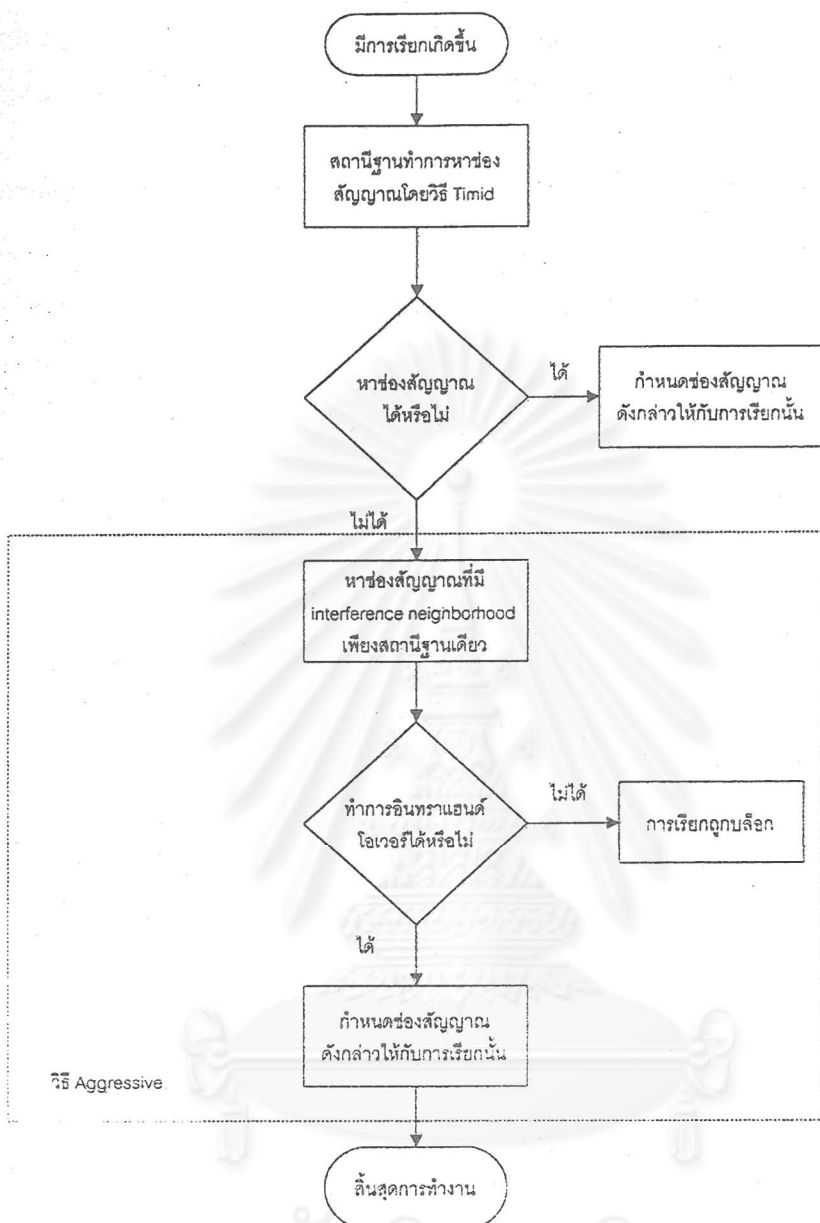 มีการเรียกเกิดขึ้น
สถานีฐานทำการหาช่อง
สัญญาณโดยวิธี Timid
หาช่องสัญญาณ
ได้หรือไม่
ได้
กำหนดช่องสัญญาณ
ดังกล่าวให้กับการเรียกนั้น
ไม่ได้
หาช่องสัญญาณที่มี
interference neighborhood
เพียงสถานีฐานเดียว
ทำการอินทราแฮนด์
โอเวอร์ได้หรือไม่
ไม่ได้
การเรียกถูกบล็อก
ได้
กำหนดช่องสัญญาณ
ดังกล่าวให้กับการเรียกนั้น
วิธี Aggressive
สิ้นสุดการทำงาน